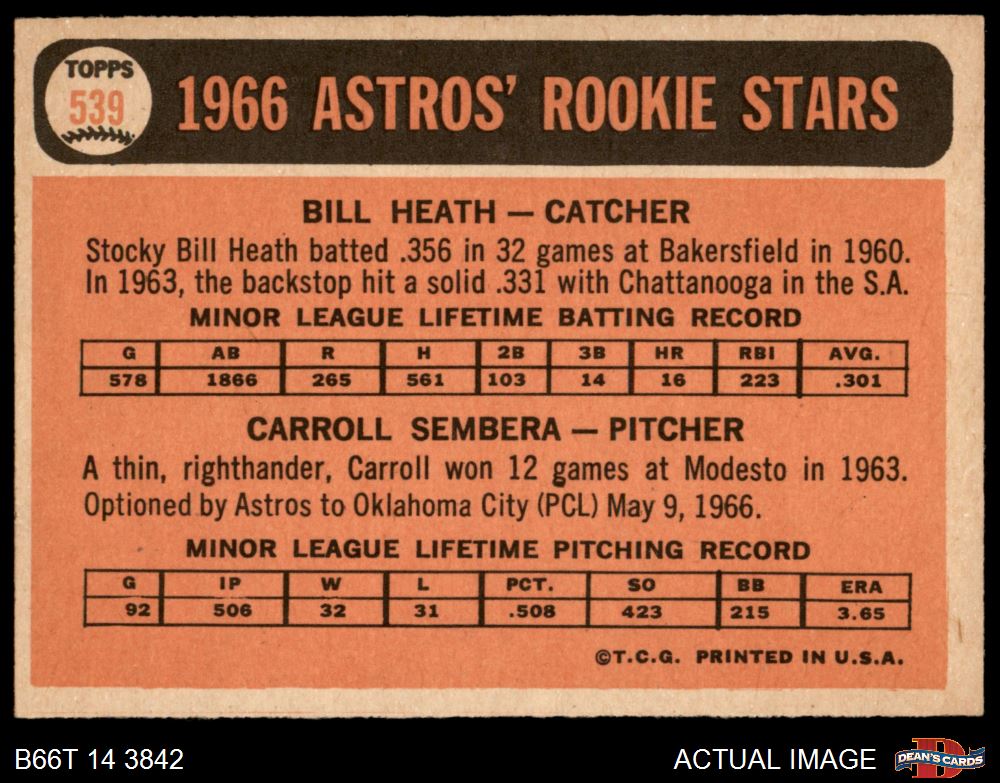 TOPPS
539
1966 ASTROS' ROOKIE STARS
BILL HEATH — CATCHER
Stocky Bill Heath batted .356 in 32 games at Bakersfield in 1960.
In 1963, the backstop hit a solid .331 with Chattanooga in the S.A.
MINOR LEAGUE LIFETIME BATTING RECORD
G AB R H 2B 3B HR RBI AVG.
578 1866 265 561 103 14 16 223 .301
CARROLL SEMBERA — PITCHER
A thin, righthander, Carroll won 12 games at Modesto in 1963.
Optioned by Astros to Oklahoma City (PCL) May 9, 1966.
MINOR LEAGUE LIFETIME PITCHING RECORD
G IP W L PCT. SO BB ERA
92 506 32 31 .508 423 215 3.65
©T.C.G. PRINTED IN U.S.A.
B66T 14 3842 ACTUAL IMAGE D DEAN'S CARDS